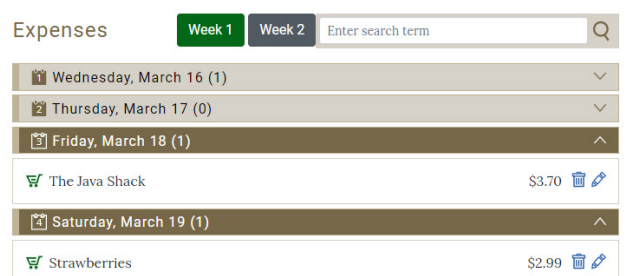 Expenses Week 1 Week 2 Enter search term
1 Wednesday, March 16 (1)
2 Thursday, March 17 (0)
3 Friday, March 18 (1)
The Java Shack $3.70
4 Saturday, March 19 (1)
Strawberries $2.99